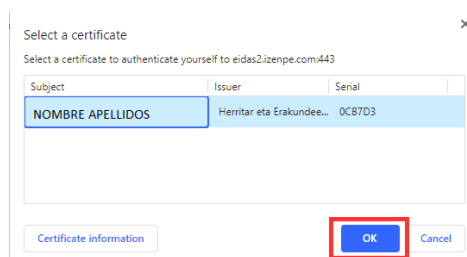 Select a certificate
Select a certificate to authenticate yourself to eidas2.izenpe.com:443
Subject Issuer Serial
NOMBRE APELLIDOS Herritar eta Erakundee... 0CB7D3
Certificate information OK Cancel